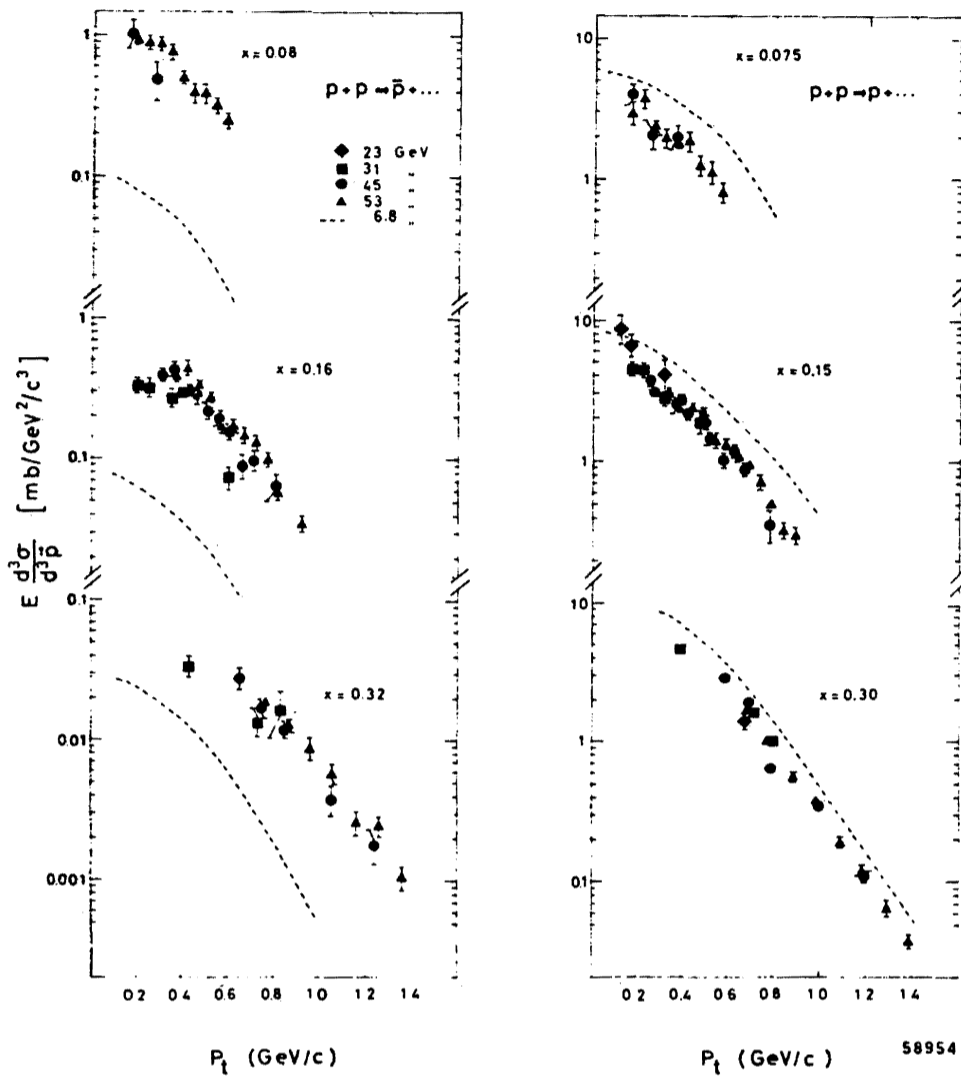 1
0.1
x = 0.08
p + p ⇒ p̄ + ...
◆ 23 GeV
■ 31 "
● 45 "
▲ 53 "
---- 6.8 "
1
0.1
x = 0.16
E d³σ/d³p⃗ [mb/GeV²/c³]
0.1
0.01
0.001
x = 0.32
0.2 0.4 0.6 0.8 1.0 1.2 1.4
Pt (GeV/c)
10
1
x = 0.075
p + p ⇒ p + ...
10
1
x = 0.15
10
1
0.1
x = 0.30
0.2 0.4 0.6 0.8 1.0 1.2 1.4
Pt (GeV/c)
58954